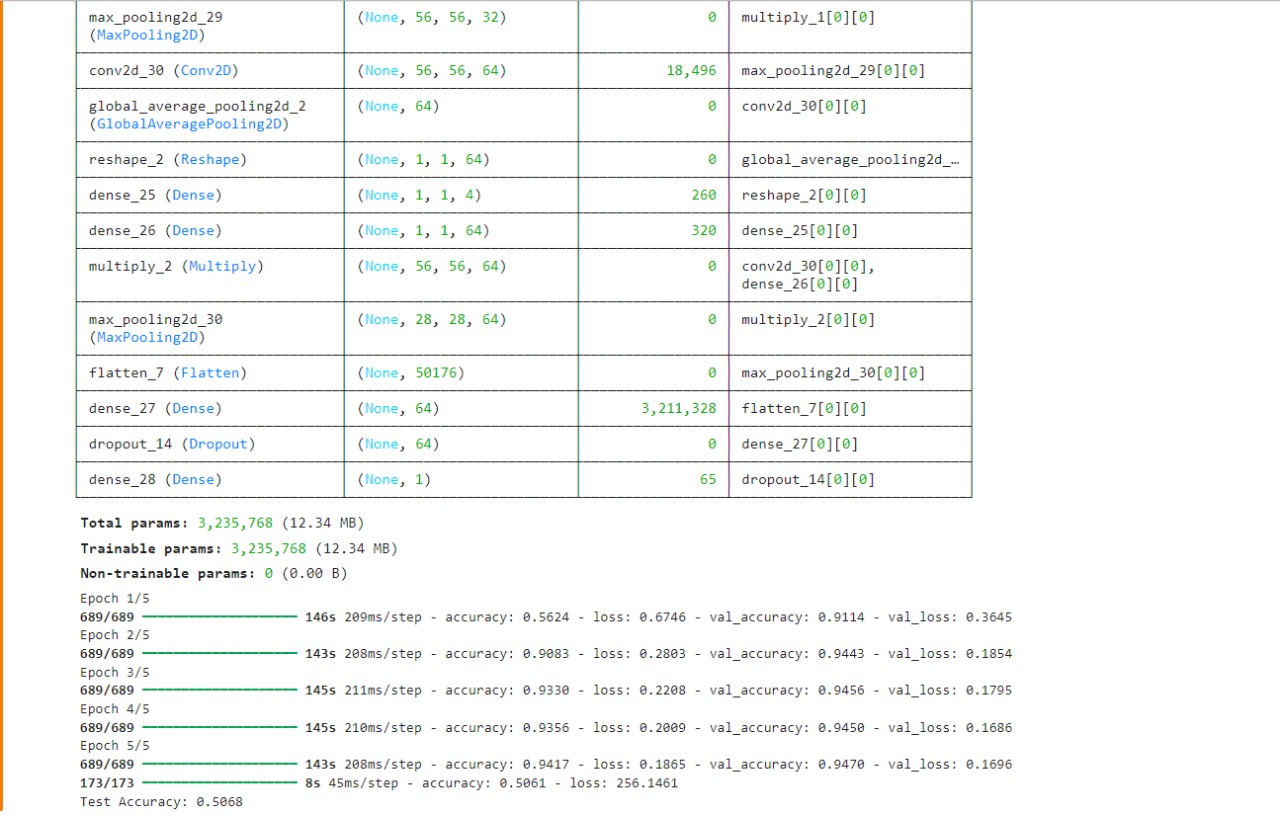 max_pooling2d_29 (None, 56, 56, 32) 0 multiply_1[0][0]
(MaxPooling2D)
conv2d_30 (Conv2D) (None, 56, 56, 64) 18,496 max_pooling2d_29[0][0]
global_average_pooling2d_2 (None, 64) 0 conv2d_30[0][0]
(GlobalAveragePooling2D)
reshape_2 (Reshape) (None, 1, 1, 64) 0 global_average_pooling2d_…
dense_25 (Dense) (None, 1, 1, 4) 260 reshape_2[0][0]
dense_26 (Dense) (None, 1, 1, 64) 320 dense_25[0][0]
multiply_2 (Multiply) (None, 56, 56, 64) 0 conv2d_30[0][0],
dense_26[0][0]
max_pooling2d_30 (None, 28, 28, 64) 0 multiply_2[0][0]
(MaxPooling2D)
flatten_7 (Flatten) (None, 50176) 0 max_pooling2d_30[0][0]
dense_27 (Dense) (None, 64) 3,211,328 flatten_7[0][0]
dropout_14 (Dropout) (None, 64) 0 dense_27[0][0]
dense_28 (Dense) (None, 1) 65 dropout_14[0][0]
Total params: 3,235,768 (12.34 MB)
Trainable params: 3,235,768 (12.34 MB)
Non-trainable params: 0 (0.00 B)
Epoch 1/5
689/689 146s 209ms/step - accuracy: 0.5624 - loss: 0.6746 - val_accuracy: 0.9114 - val_loss: 0.3645
Epoch 2/5
689/689 143s 208ms/step - accuracy: 0.9083 - loss: 0.2803 - val_accuracy: 0.9443 - val_loss: 0.1854
Epoch 3/5
689/689 145s 211ms/step - accuracy: 0.9330 - loss: 0.2208 - val_accuracy: 0.9456 - val_loss: 0.1795
Epoch 4/5
689/689 145s 210ms/step - accuracy: 0.9356 - loss: 0.2009 - val_accuracy: 0.9450 - val_loss: 0.1686
Epoch 5/5
689/689 143s 208ms/step - accuracy: 0.9417 - loss: 0.1865 - val_accuracy: 0.9470 - val_loss: 0.1696
173/173 8s 45ms/step - accuracy: 0.5061 - loss: 256.1461
Test Accuracy: 0.5068